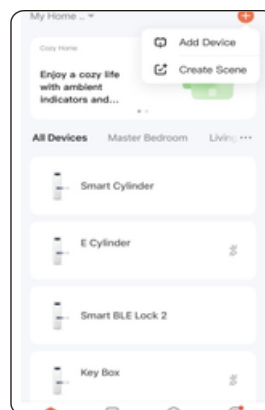 My Home .. ▾
Add Device
Create Scene
Cozy Home
Enjoy a cozy life
with ambient
indicators and...
All Devices Master Bedroom Living ···
Smart Cylinder
E Cylinder
Smart BLE Lock 2
Key Box